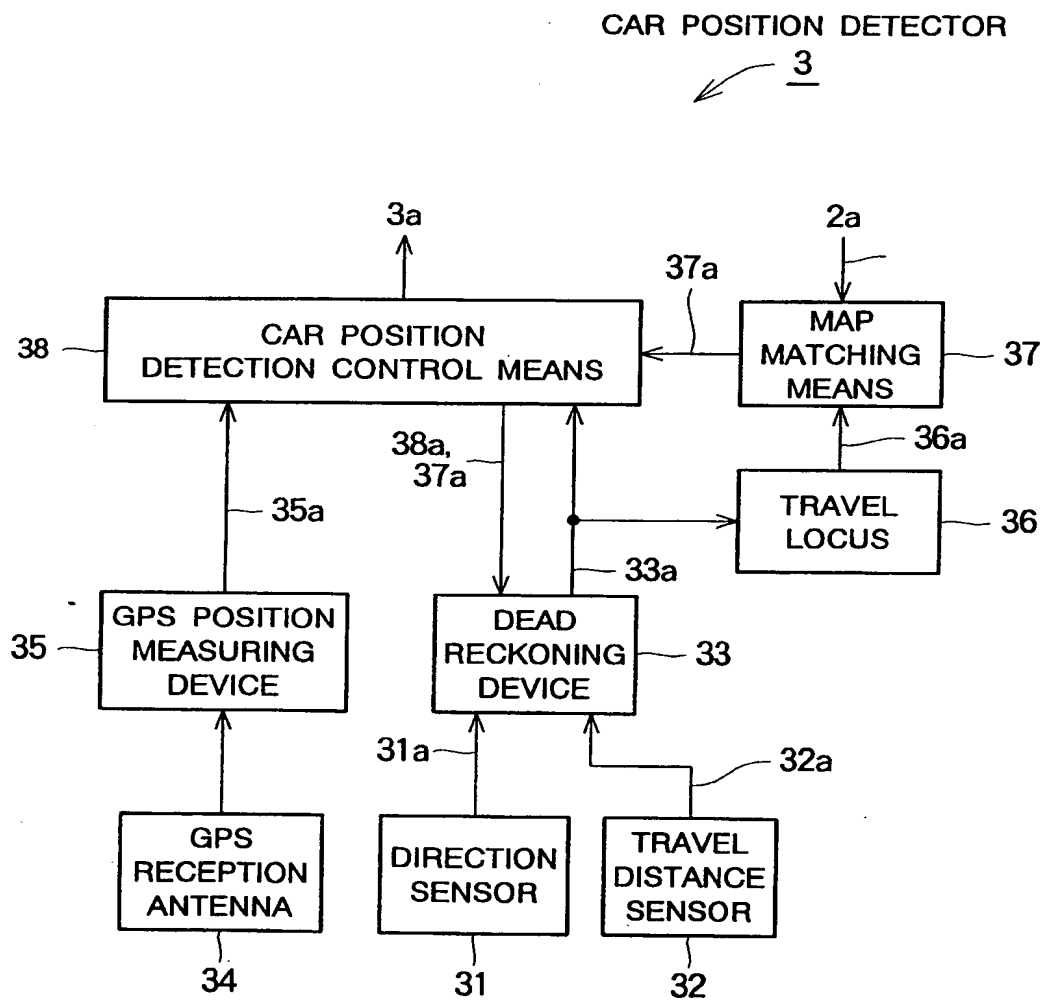 CAR POSITION DETECTOR
3
3a
2a
37a
38
CAR POSITION
DETECTION CONTROL MEANS
MAP
MATCHING
MEANS
37
38a,
37a
36a
35a
TRAVEL
LOCUS
36
33a
35
GPS POSITION
MEASURING
DEVICE
DEAD
RECKONING
DEVICE
33
31a
32a
GPS
RECEPTION
ANTENNA
DIRECTION
SENSOR
TRAVEL
DISTANCE
SENSOR
34
31
32